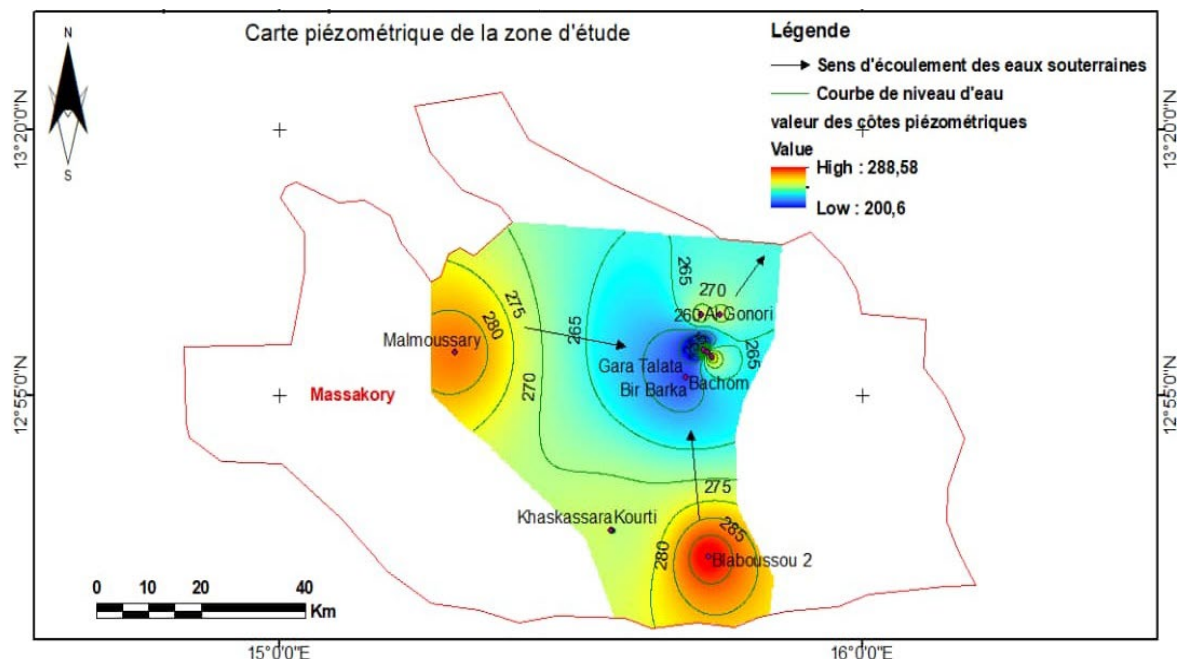 Carte piézométrique de la zone d'étude
Légende
Sens d'écoulement des eaux souterraines
Courbe de niveau d'eau
valeur des côtes piézométriques
Value
High : 288,58
Low : 200,6
N
S
13°20'0"N
13°20'0"N
12°55'0"N
12°55'0"N
265
270
260
Al Gonori
275
280
265
265
Malmoussary
Gara Talata
Bachom
Bir Barka
270
Massakory
275
KhaskassaraKourti
285
280
Blaboussou 2
0 10 20 40
Km
15°0'0"E
16°0'0"E